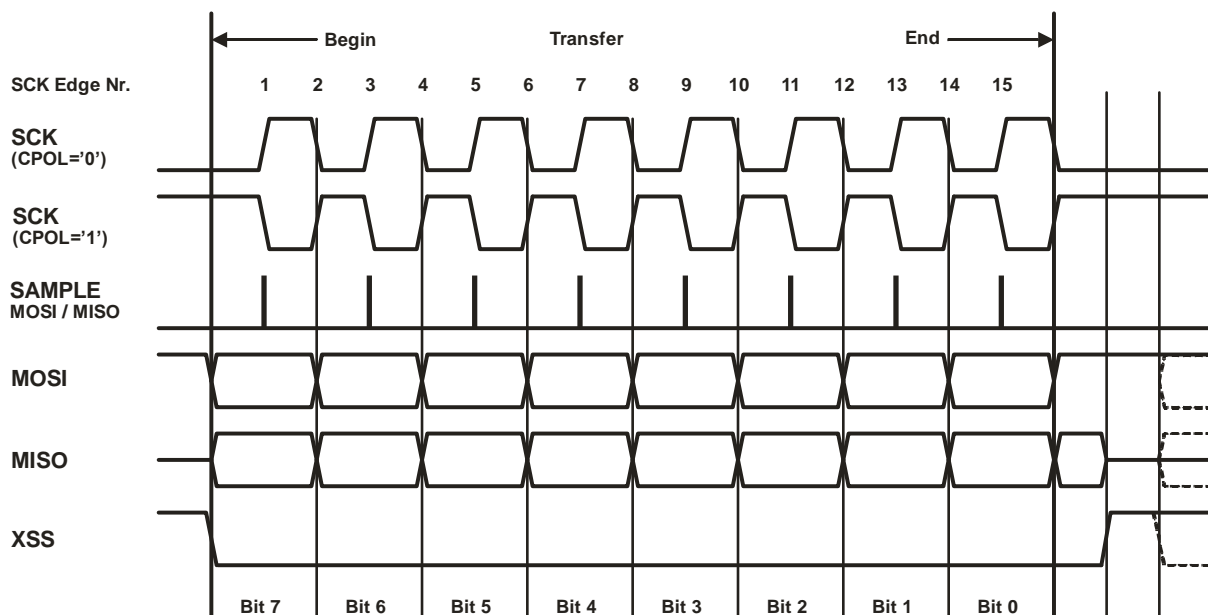 Begin Transfer End
SCK Edge Nr. 1 2 3 4 5 6 7 8 9 10 11 12 13 14 15
SCK
(CPOL='0')
SCK
(CPOL='1')
SAMPLE
MOSI / MISO
MOSI
MISO
XSS
Bit 7 Bit 6 Bit 5 Bit 4 Bit 3 Bit 2 Bit 1 Bit 0